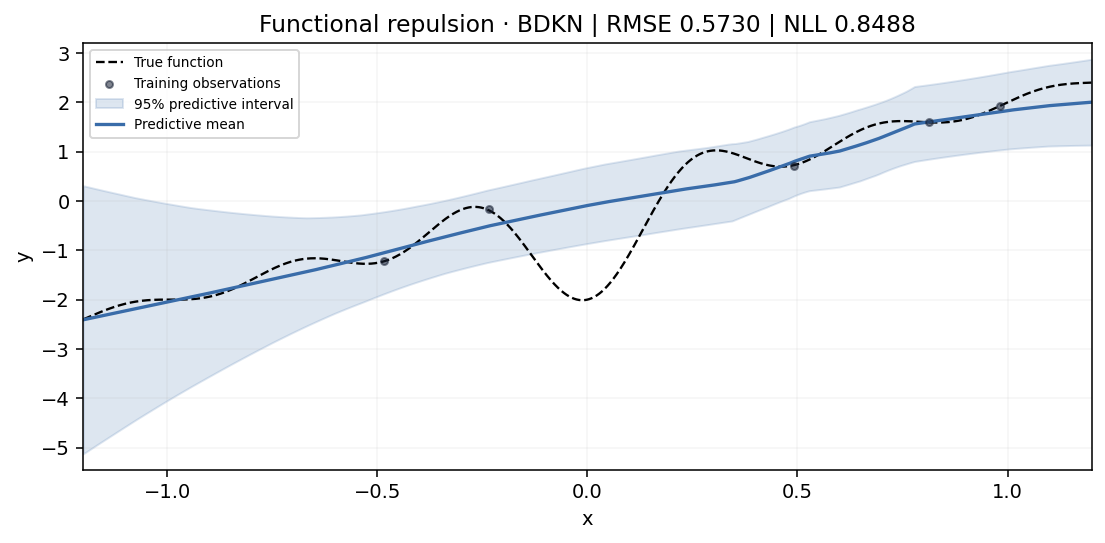 Functional repulsion · BDKN | RMSE 0.5730 | NLL 0.8488
True function
Training observations
95% predictive interval
Predictive mean
3
2
1
0
−1
−2
−3
−4
−5
y
−1.0
−0.5
0.0
0.5
1.0
x